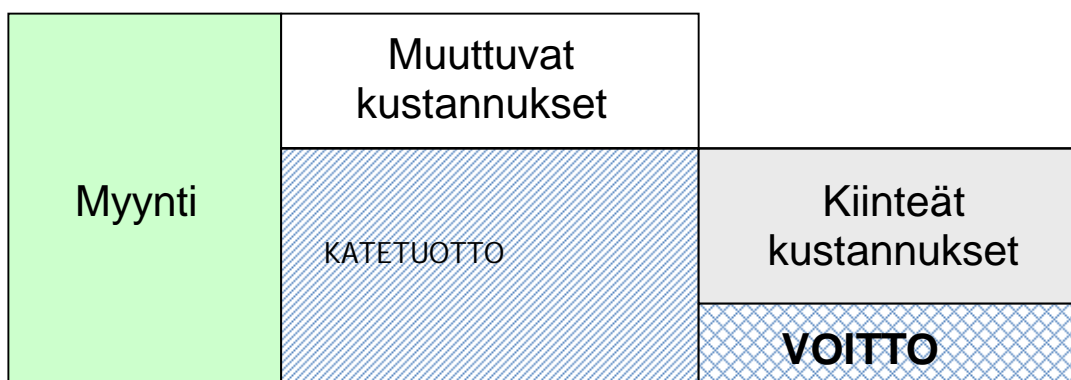 Muuttuvat
kustannukset
Myynti
KATETUOTTO
Kiinteät
kustannukset
VOITTO